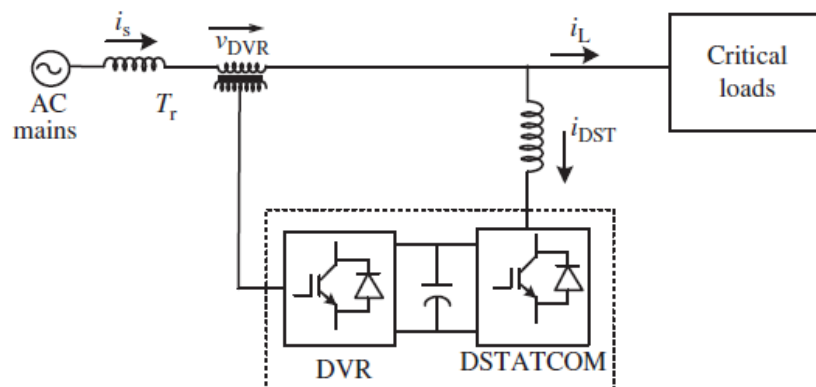 i_s
v_DVR
i_L
Critical
loads
AC
mains
T_r
i_DST
DVR
DSTATCOM